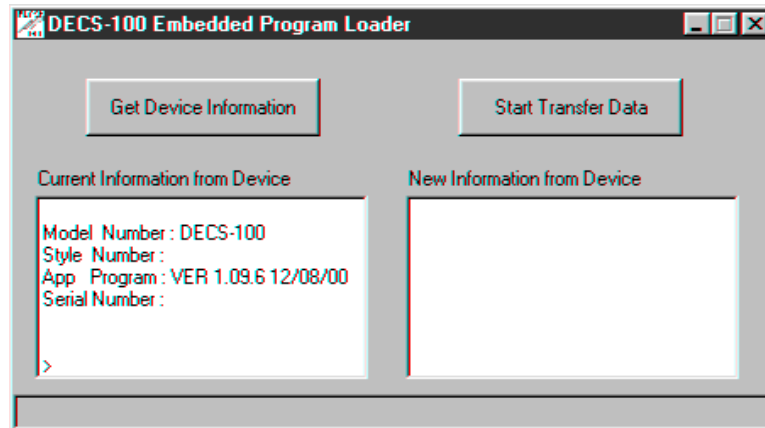 DECS-100 Embedded Program Loader
Get Device Information
Start Transfer Data
Current Information from Device
New Information from Device
Model Number : DECS-100
Style Number :
App Program : VER 1.09.6 12/08/00
Serial Number :
>